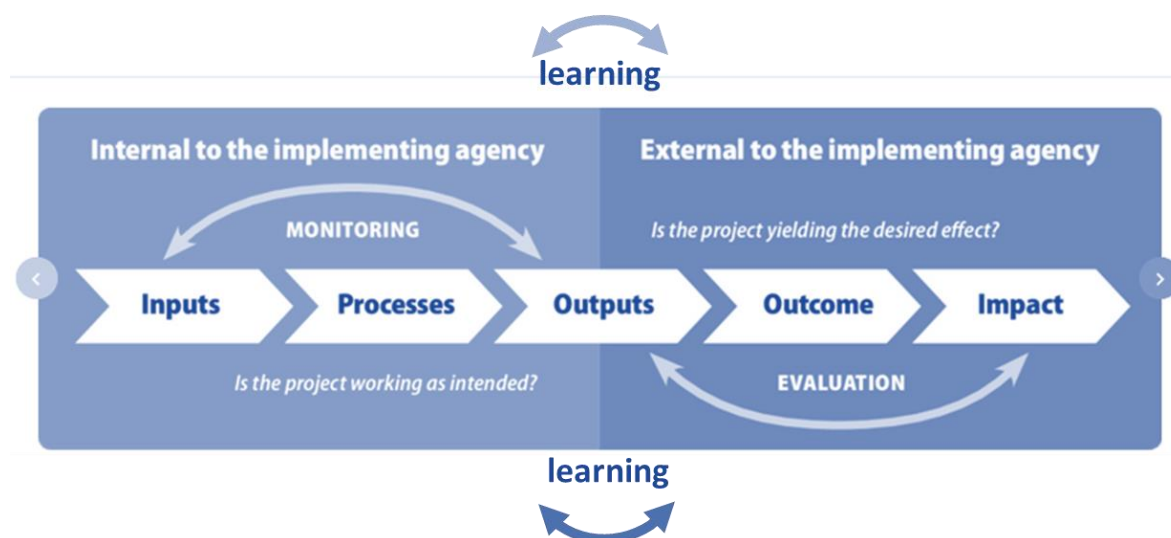 learning
Internal to the implementing agency
External to the implementing agency
MONITORING
Is the project yielding the desired effect?
Inputs
Processes
Outputs
Outcome
Impact
Is the project working as intended?
EVALUATION
learning